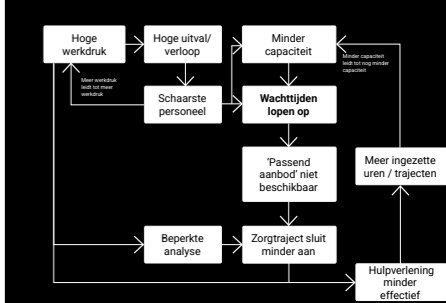 Hoge
werkdruk
Hoge uitval/
verloop
Minder
capaciteit
Meer werkdruk
leidt tot meer
werkdruk
Minder capaciteit
leidt tot nog minder
capaciteit
Schaarste
personeel
Wachttijden
lopen op
‘Passend
aanbod’ niet
beschikbaar
Meer ingezette
uren / trajecten
Beperkte
analyse
Zorgtraject sluit
minder aan
Hulpverlening
minder
effectief